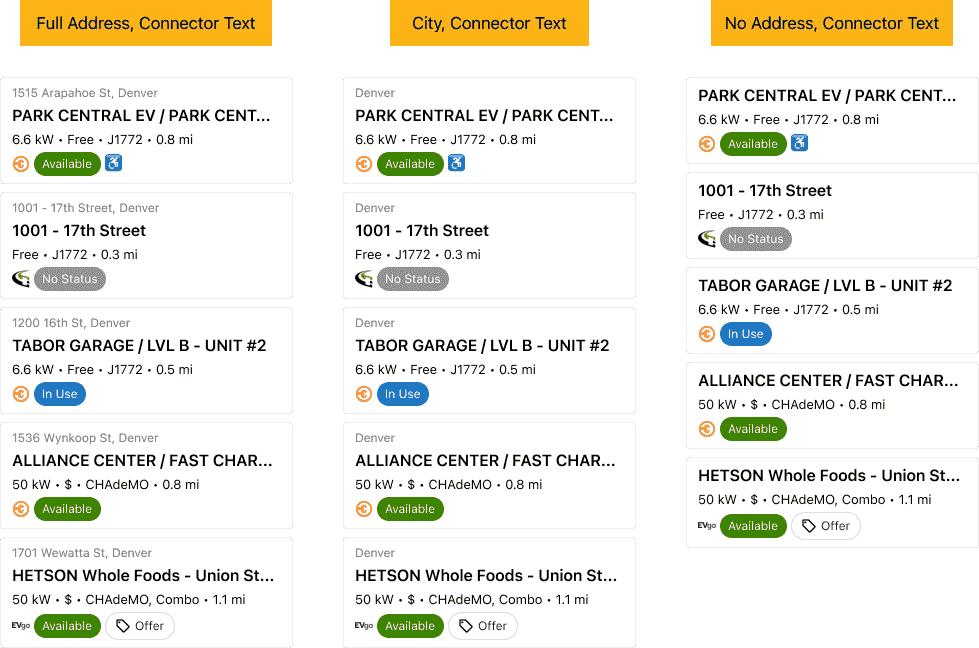 Full Address, Connector Text
1515 Arapahoe St, Denver
PARK CENTRAL EV / PARK CENT...
6.6 kW • Free • J1772 • 0.8 mi
Available
1001 - 17th Street, Denver
1001 - 17th Street
Free • J1772 • 0.3 mi
No Status
1200 16th St, Denver
TABOR GARAGE / LVL B - UNIT #2
6.6 kW • Free • J1772 • 0.5 mi
In Use
1536 Wynkoop St, Denver
ALLIANCE CENTER / FAST CHAR...
50 kW • $ • CHAdeMO • 0.8 mi
Available
1701 Wewatta St, Denver
HETSON Whole Foods - Union St...
50 kW • $ • CHAdeMO, Combo • 1.1 mi
EVgo Available Offer
City, Connector Text
Denver
PARK CENTRAL EV / PARK CENT...
6.6 kW • Free • J1772 • 0.8 mi
Available
Denver
1001 - 17th Street
Free • J1772 • 0.3 mi
No Status
Denver
TABOR GARAGE / LVL B - UNIT #2
6.6 kW • Free • J1772 • 0.5 mi
In Use
Denver
ALLIANCE CENTER / FAST CHAR...
50 kW • $ • CHAdeMO • 0.8 mi
Available
Denver
HETSON Whole Foods - Union St...
50 kW • $ • CHAdeMO, Combo • 1.1 mi
EVgo Available Offer
No Address, Connector Text
PARK CENTRAL EV / PARK CENT...
6.6 kW • Free • J1772 • 0.8 mi
Available
1001 - 17th Street
Free • J1772 • 0.3 mi
No Status
TABOR GARAGE / LVL B - UNIT #2
6.6 kW • Free • J1772 • 0.5 mi
In Use
ALLIANCE CENTER / FAST CHAR...
50 kW • $ • CHAdeMO • 0.8 mi
Available
HETSON Whole Foods - Union St...
50 kW • $ • CHAdeMO, Combo • 1.1 mi
EVgo Available Offer